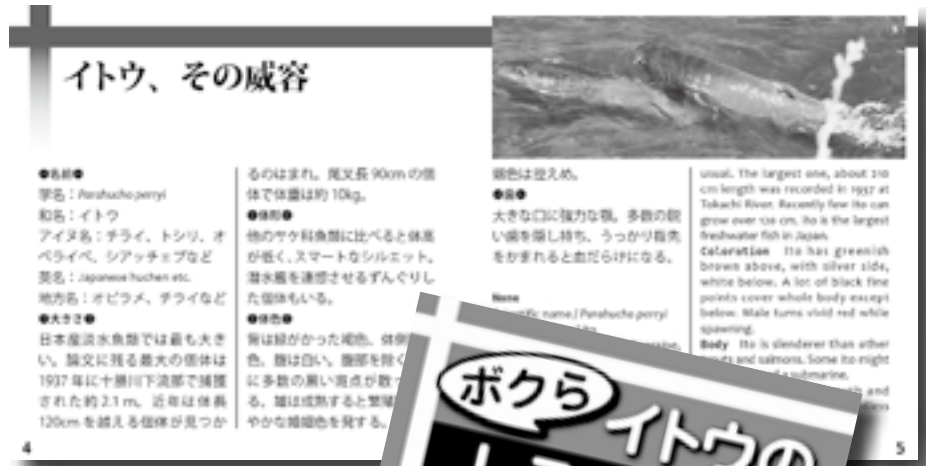 イトウ、その威容
●名前●
学名：Parahucho perryi
和名：イトウ
アイヌ名：チライ、トシリ、オ
ペライベ、シアッチェプなど
英名：Japanese huchen etc.
地方名：オビラメ、チライなど
●大きさ●
日本産淡水魚類では最も大き
い。論文に残る最大の個体は
1937年に十勝川下流部で捕獲
された約2.1m。近年は体長
120cmを越える個体が見つか
るのはまれ。尾叉長90cmの個
体で体重は約10kg。
●体形●
他のサケ科魚類に比べると体高
が低く、スマートなシルエット。
潜水艦を連想させるずんぐりし
た個体もいる。
●体色●
背は緑がかった褐色、体側
色、腹は白い。腹部を除く
に多数の黒い斑点が散
る。雄は成熟すると繁殖
やかな婚姻色を発する。
姻色は控えめ。
●歯●
大きな口に強力な顎。多数の鋭
い歯を隠し持ち、うっかり指先
をかまれると血だらけになる。
Name
Parahucho perryi
usual. The largest one, about 210
cm length was recorded in 1937 at
Tokachi River. Recently few Ito can
grow over 120 cm. Ito is the largest
freshwater fish in Japan.
Coloration Ito has greenish
brown above, with silver side,
white below. A lot of black fine
points cover whole body except
below. Male turns vivid red while
spawning.
Body Ito is slenderer than other
trouts and salmons. Some Ito might
a submarine.
and
4
5
ボクら
イトウの